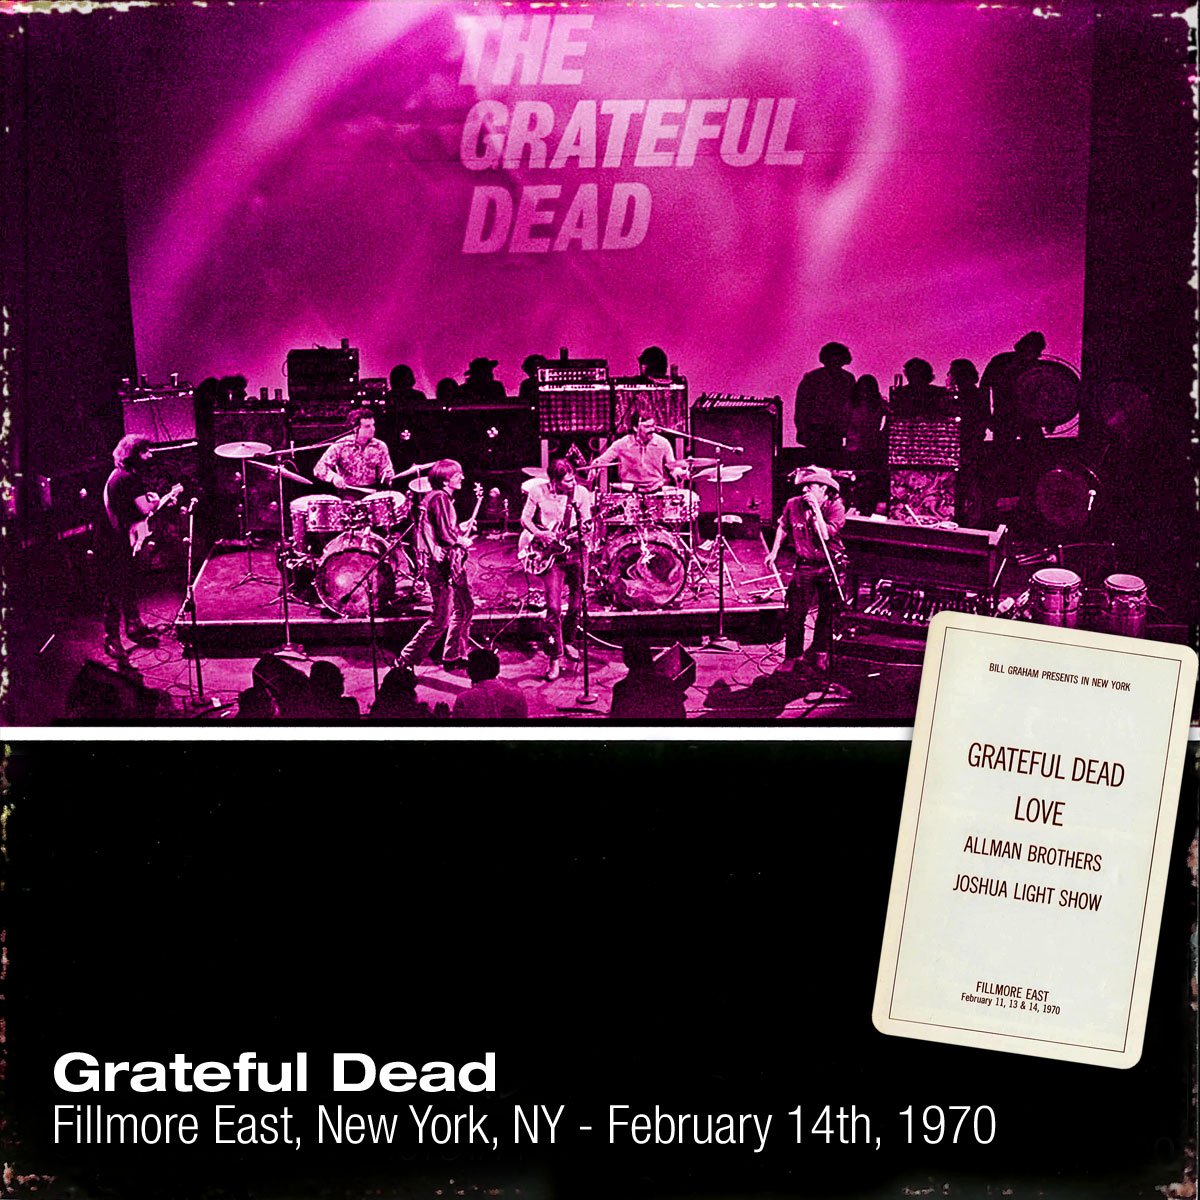 THE
GRATEFUL
DEAD
BILL GRAHAM PRESENTS IN NEW YORK
GRATEFUL DEAD
LOVE
ALLMAN BROTHERS
JOSHUA LIGHT SHOW
FILLMORE EAST
February 11, 13 & 14, 1970
Grateful Dead
Fillmore East, New York, NY - February 14th, 1970